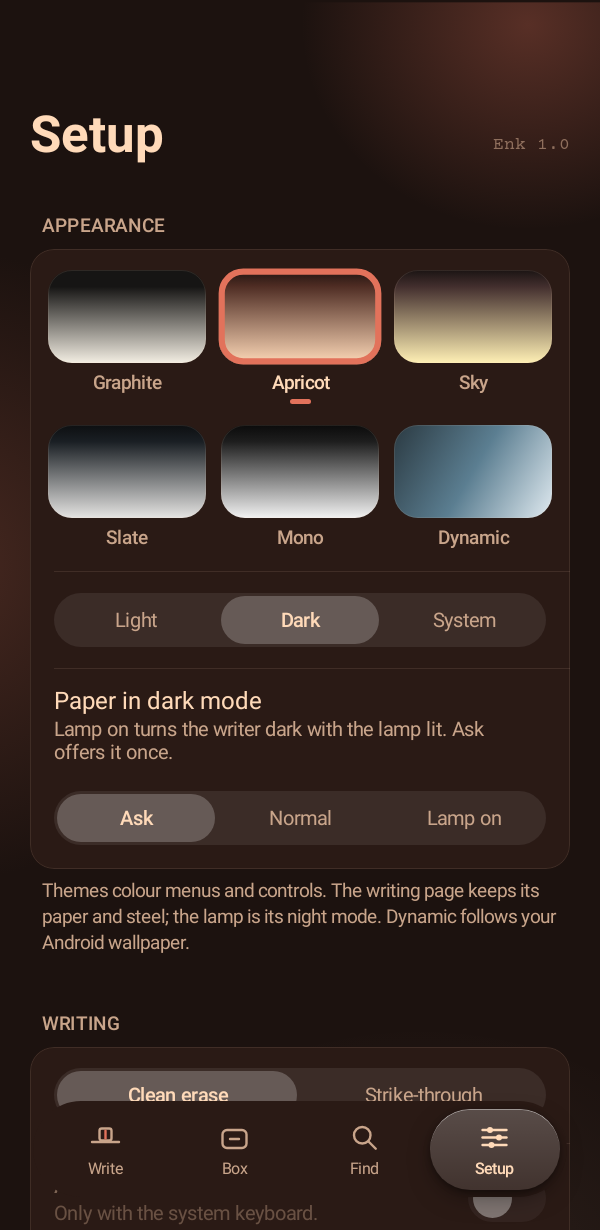 Setup
Enk 1.0
APPEARANCE
Graphite
Apricot
Sky
Slate
Mono
Dynamic
Light
Dark
System
Paper in dark mode
Lamp on turns the writer dark with the lamp lit. Ask
offers it once.
Ask
Normal
Lamp on
Themes colour menus and controls. The writing page keeps its
paper and steel; the lamp is its night mode. Dynamic follows your
Android wallpaper.
WRITING
Clean erase
Strike-through
Write
Box
Find
Setup
Only with the system keyboard.